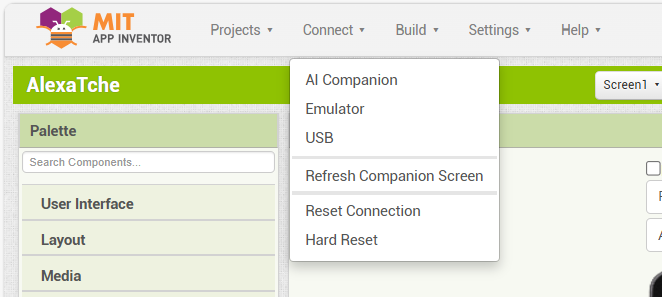 MIT
APP INVENTOR
Projects Connect Build Settings Help
AlexaTche
Screen1
AI Companion
Emulator
USB
Refresh Companion Screen
Reset Connection
Hard Reset
Palette
Search Components...
User Interface
Layout
Media